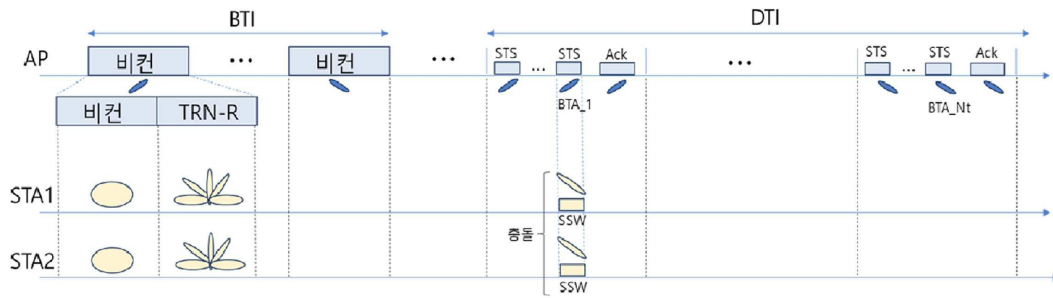 BTI
DTI
AP
비컨
•••
비컨
•••
STS
...
STS
Ack
•••
STS
...
STS
Ack
BTA_1
BTA_Nt
비컨
TRN-R
STA1
SSW
충돌
STA2
SSW